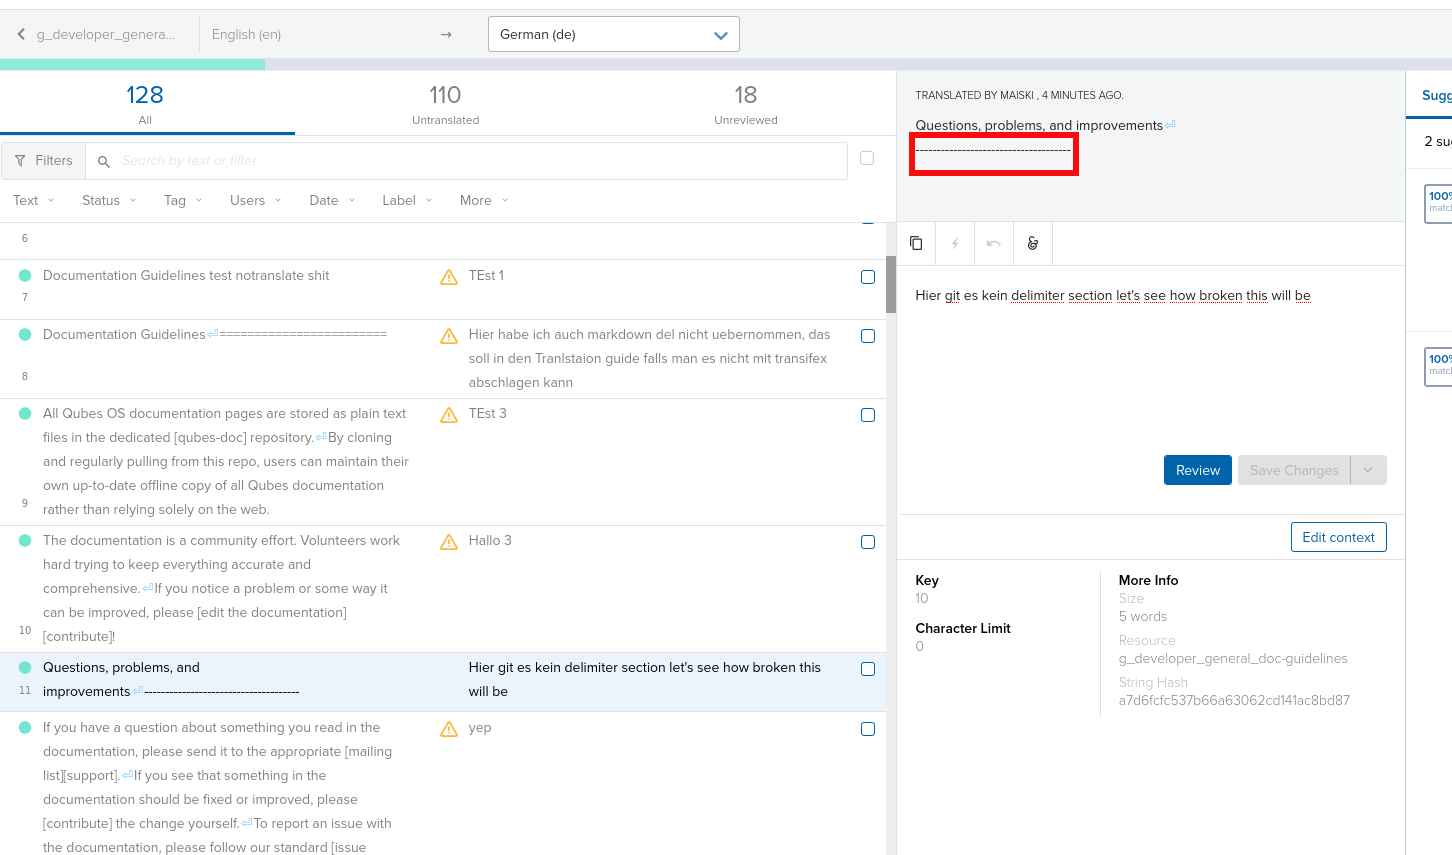 g_developer_genera...
English (en)
→
German (de)
128
All
110
Untranslated
18
Unreviewed
Filters
Search by text or filter
Text
Status
Tag
Users
Date
Label
More
6
Documentation Guidelines test notranslate shit
TEst 1
7
Documentation Guidelines⏎========================
Hier habe ich auch markdown del nicht uebernommen, das
soll in den Tranlstaion guide falls man es nicht mit transifex
abschlagen kann
8
All Qubes OS documentation pages are stored as plain text
TEst 3
files in the dedicated [qubes-doc] repository.⏎By cloning
and regularly pulling from this repo, users can maintain their
own up-to-date offline copy of all Qubes documentation
rather than relying solely on the web.
9
The documentation is a community effort. Volunteers work
Hallo 3
hard trying to keep everything accurate and
comprehensive.⏎If you notice a problem or some way it
can be improved, please [edit the documentation]
[contribute]!
10
Questions, problems, and
improvements⏎-------------------------------------
Hier git es kein delimiter section let's see how broken this
will be
11
If you have a question about something you read in the
yep
documentation, please send it to the appropriate [mailing
list][support].⏎If you see that something in the
documentation should be fixed or improved, please
[contribute] the change yourself.⏎To report an issue with
the documentation, please follow our standard [issue
TRANSLATED BY MAISKI , 4 MINUTES AGO.
Questions, problems, and improvements⏎
-------------------------------------
Hier git es kein delimiter section let's see how broken this will be
Review
Save Changes
Edit context
Key
10
Character Limit
0
More Info
Size
5 words
Resource
g_developer_general_doc-guidelines
String Hash
a7d6fcfc537b66a63062cd141ac8bd87
Sugg
2 sug
100%
matc
100%
matc